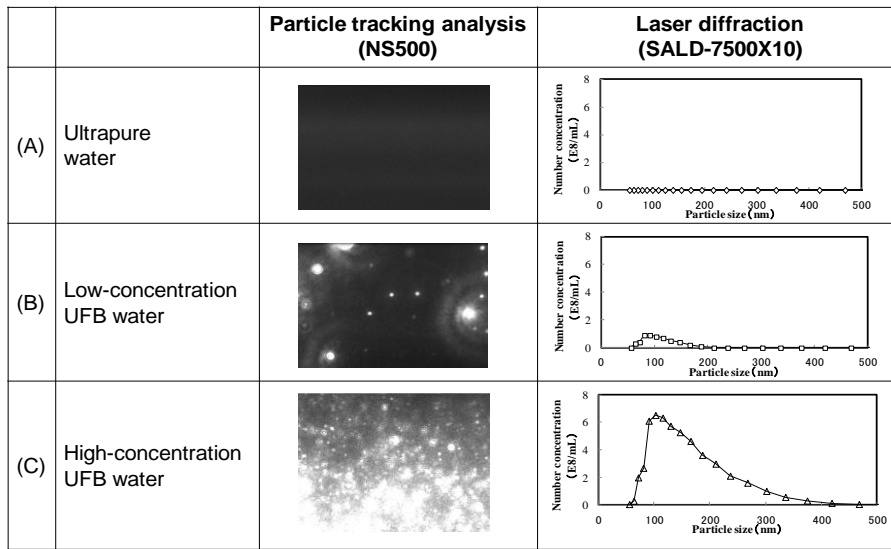 Particle tracking analysis
(NS500)
Laser diffraction
(SALD-7500X10)
(A)
Ultrapure
water
Number concentration
(E8/mL)
8
6
4
2
0
0 100 200 300 400 500
Particle size(nm)
(B)
Low-concentration
UFB water
Number concentration
(E8/mL)
8
6
4
2
0
0 100 200 300 400 500
Particle size(nm)
(C)
High-concentration
UFB water
Number concentration
(E8/mL)
8
6
4
2
0
0 100 200 300 400 500
Particle size(nm)